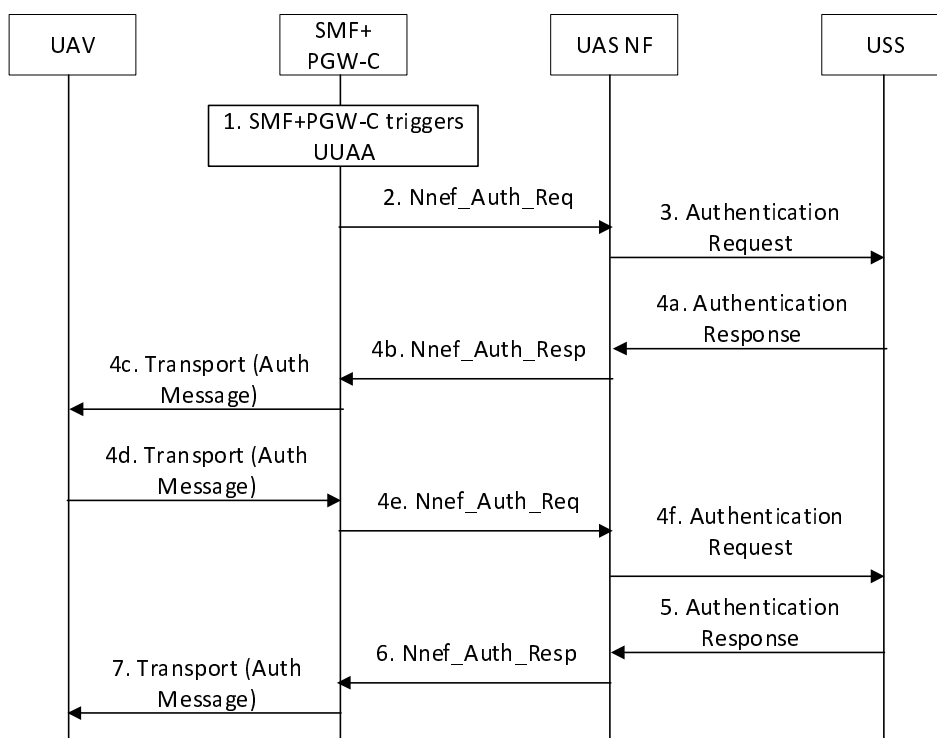 UAV
SMF+
PGW-C
UAS NF
USS
1. SMF+PGW-C triggers
UUAA
2. Nnef_Auth_Req
3. Authentication
Request
4a. Authentication
Response
4b. Nnef_Auth_Resp
4c. Transport (Auth
Message)
4d. Transport (Auth
Message)
4e. Nnef_Auth_Req
4f. Authentication
Request
5. Authentication
Response
6. Nnef_Auth_Resp
7. Transport (Auth
Message)